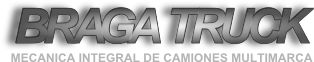 BRAGA TRUCK
MECANICA INTEGRAL DE CAMIONES MULTIMARCA